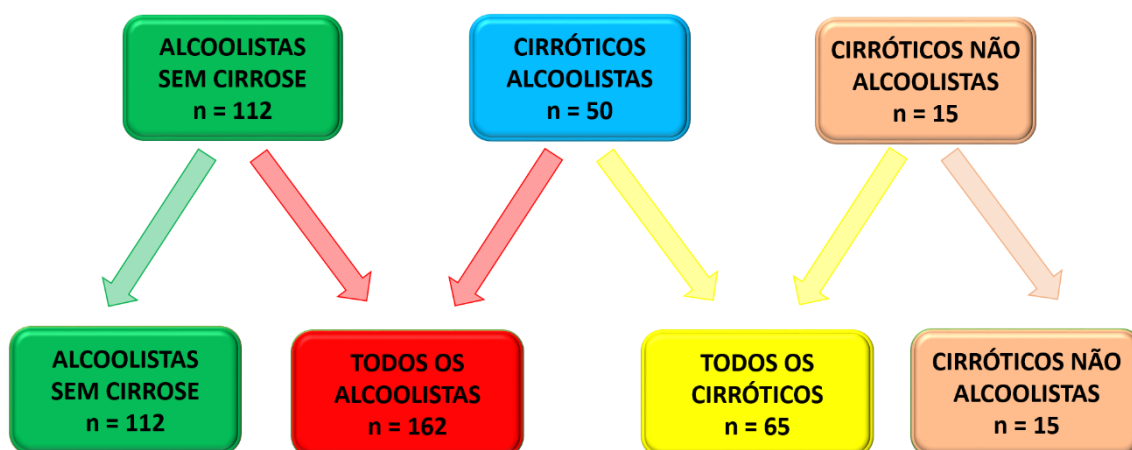 ALCOOLISTAS
SEM CIRROSE
n = 112
CIRRÓTICOS
ALCOOLISTAS
n = 50
CIRRÓTICOS NÃO
ALCOOLISTAS
n = 15
ALCOOLISTAS
SEM CIRROSE
n = 112
TODOS OS
ALCOOLISTAS
n = 162
TODOS OS
CIRRÓTICOS
n = 65
CIRRÓTICOS NÃO
ALCOOLISTAS
n = 15